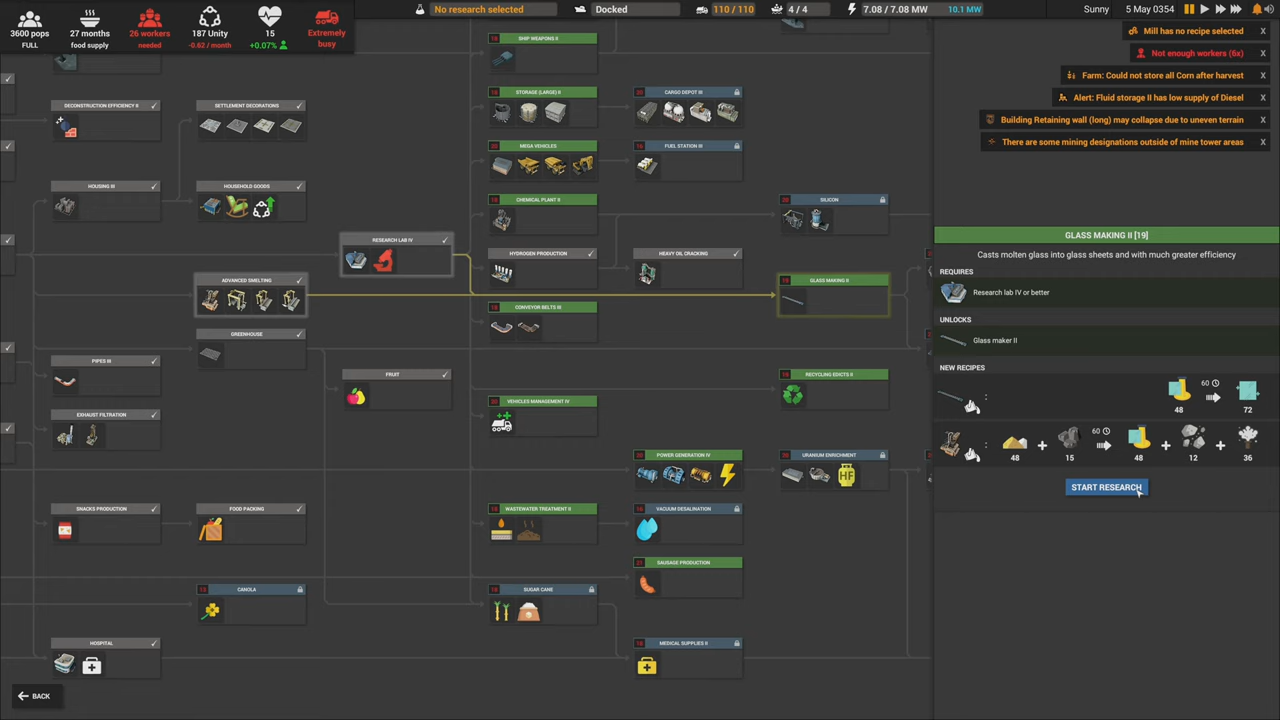 3600 pops
FULL
27 months
food supply
26 workers
needed
187 Unity
-0.62 / month
15
+0.07%
Extremely
busy
No research selected
Docked
110 / 110
4 / 4
7.08 / 7.08 MW
10.1 MW
Sunny
5 May 0354
Mill has no recipe selected X
Not enough workers (6x) X
Farm: Could not store all Corn after harvest X
Alert: Fluid storage II has low supply of Diesel X
Building Retaining wall (long) may collapse due to uneven terrain X
There are some mining designations outside of mine tower areas X
SHIP WEAPONS II
STORAGE (LARGE) II
CARGO DEPOT III
DECONSTRUCTION EFFICIENCY II
SETTLEMENT DECORATIONS
MEGA VEHICLES
FUEL STATION III
HOUSING III
HOUSEHOLD GOODS
CHEMICAL PLANT II
SILICON
RESEARCH LAB IV
HYDROGEN PRODUCTION
HEAVY OIL CRACKING
ADVANCED SMELTING
GLASS MAKING II
CONVEYOR BELTS III
GREENHOUSE
PIPES III
FRUIT
RECYCLING EDICTS II
VEHICLES MANAGEMENT IV
EXHAUST FILTRATION
POWER GENERATION IV
URANIUM ENRICHMENT
HF
SNACKS PRODUCTION
FOOD PACKING
WASTEWATER TREATMENT II
VACUUM DESALINATION
SAUSAGE PRODUCTION
CANOLA
SUGAR CANE
HOSPITAL
MEDICAL SUPPLIES II
BACK
GLASS MAKING II [19]
Casts molten glass into glass sheets and with much greater efficiency
REQUIRES
Research lab IV or better
UNLOCKS
Glass maker II
NEW RECIPES
: 48 60 72
: 48 + 15 60 48 + 12 + 36
START RESEARCH